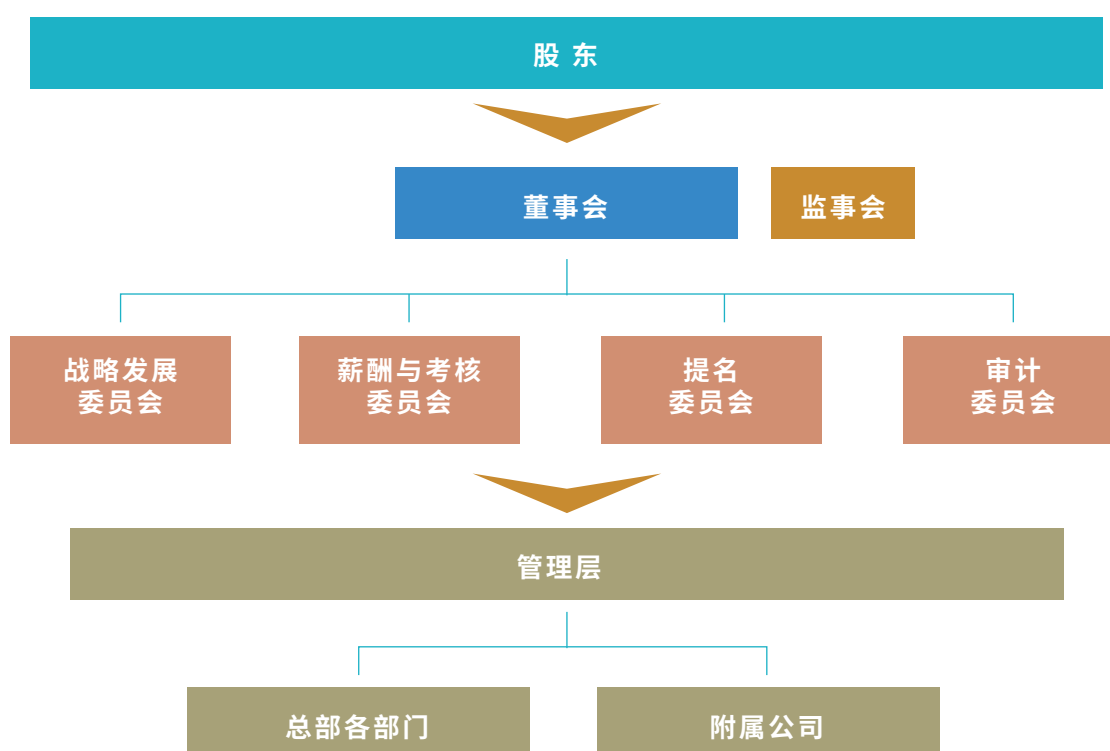 股 东
董事会
监事会
战略发展
委员会
薪酬与考核
委员会
提名
委员会
审计
委员会
管理层
总部各部门
附属公司